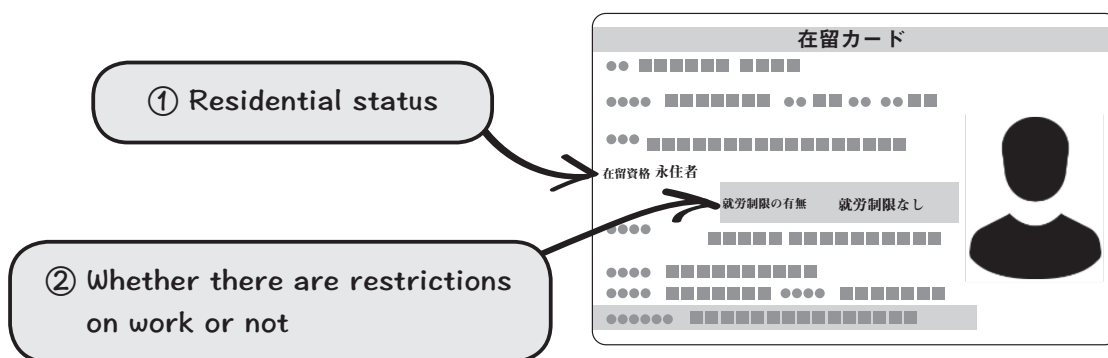 在留カード
① Residential status
在留資格 永住者
就労制限の有無 就労制限なし
② Whether there are restrictions
on work or not